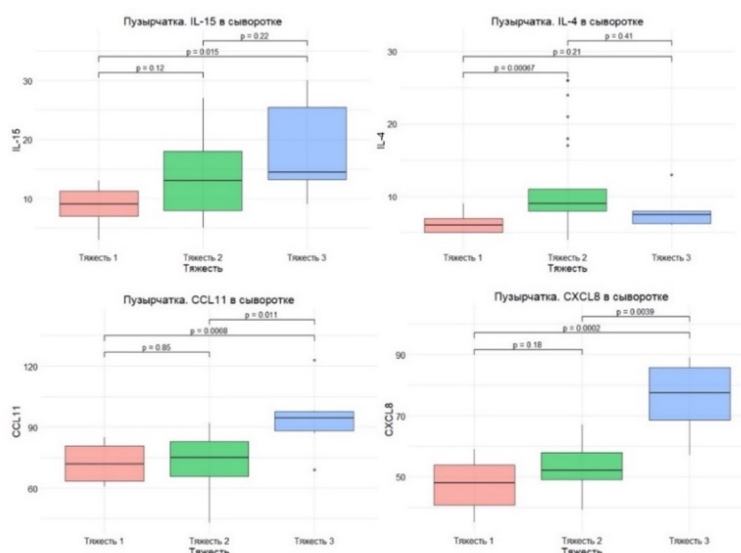 Пузырчатка. IL-15 в сыворотке
p = 0.22
p = 0.015
p = 0.12
30
20
10
IL-15
Тяжесть 1
Тяжесть 2
Тяжесть 3
Тяжесть
Пузырчатка. IL-4 в сыворотке
p = 0.41
p = 0.21
p = 0.00067
30
20
10
IL-4
Тяжесть 1
Тяжесть 2
Тяжесть 3
Тяжесть
Пузырчатка. CCL11 в сыворотке
p = 0.011
p = 0.0068
p = 0.85
120
90
60
CCL11
Тяжесть 1
Тяжесть 2
Тяжесть 3
Тяжесть
Пузырчатка. CXCL8 в сыворотке
p = 0.0039
p = 0.0002
p = 0.18
90
70
50
CXCL8
Тяжесть 1
Тяжесть 2
Тяжесть 3
Тяжесть